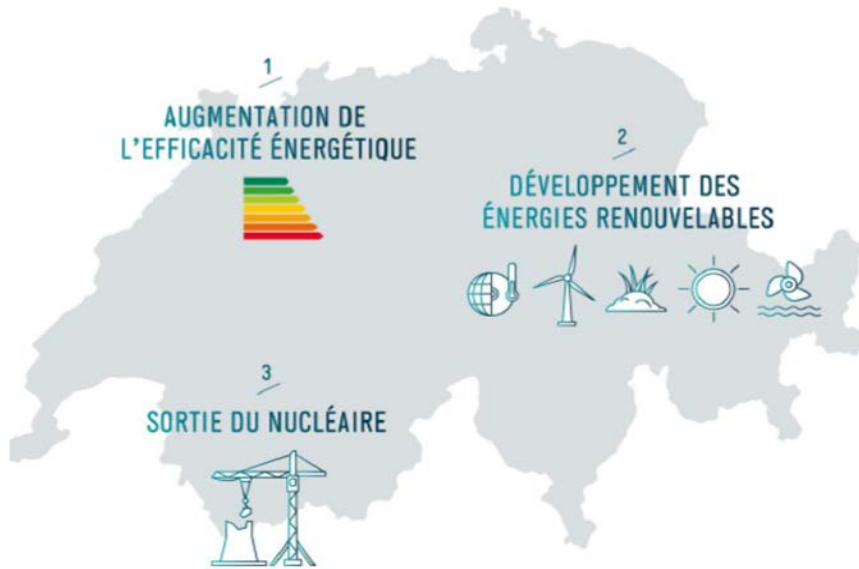 1
AUGMENTATION DE
L'EFFICACITÉ ÉNERGÉTIQUE
2
DÉVELOPPEMENT DES
ÉNERGIES RENOUVELABLES
3
SORTIE DU NUCLÉAIRE